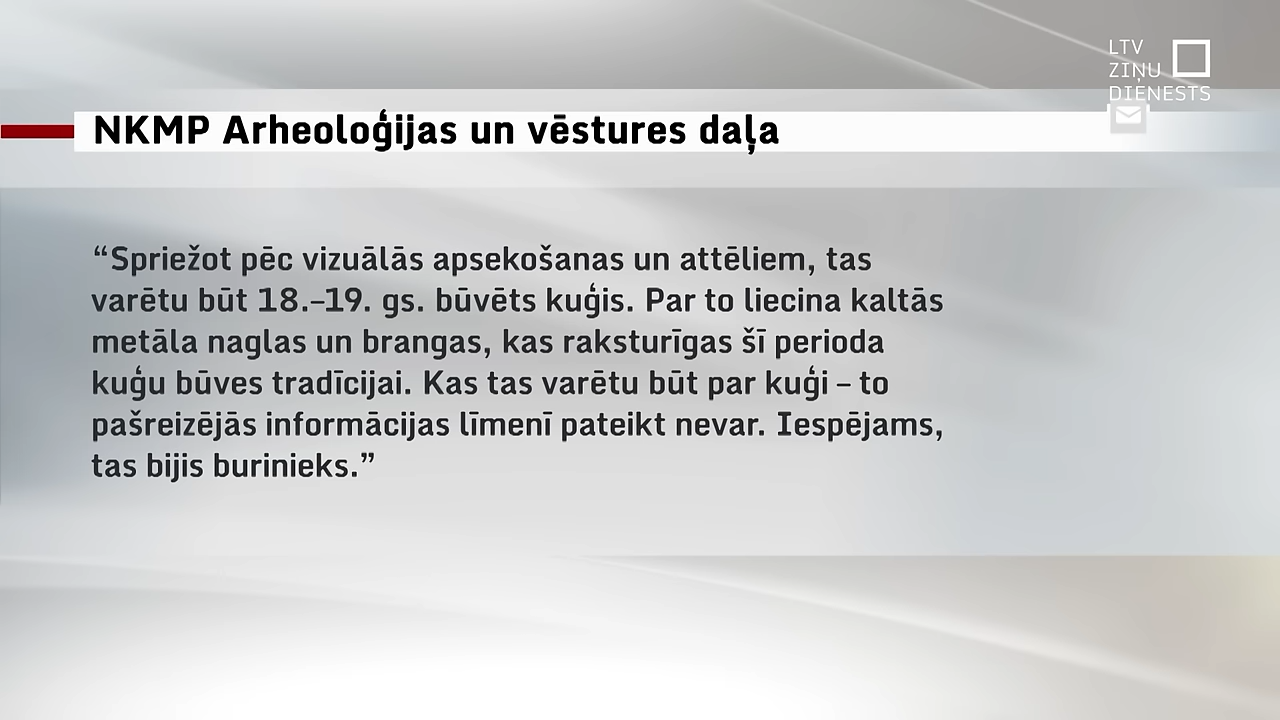 LTV
ZIŅU
DIENESTS
NKMP Arheoloģijas un vēstures daļa
“Spriežot pēc vizuālās apsekošanas un attēliem, tas
varētu būt 18.–19. gs. būvēts kuģis. Par to liecina kaltās
metāla naglas un brangas, kas raksturīgas šī perioda
kuģu būves tradīcijai. Kas tas varētu būt par kuģi – to
pašreizējās informācijas līmenī pateikt nevar. Iespējams,
tas bijis burinieks.”